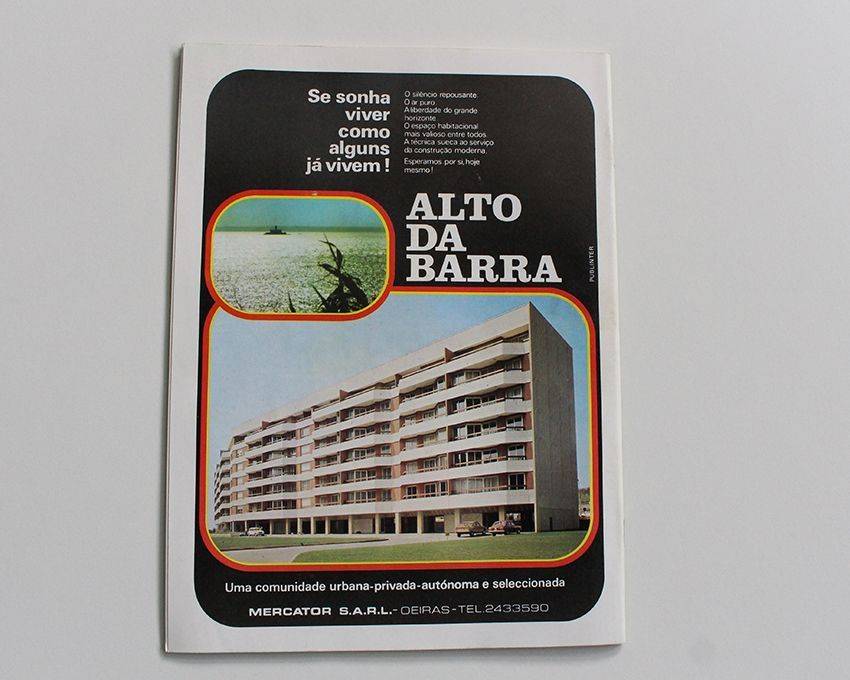 Se sonha
viver
como
alguns
já vivem !
O silêncio repousante.
O ar puro.
A liberdade do grande
horizonte.
O espaço habitacional
mais valioso entre todos.
A técnica sueca ao serviço
da construção moderna.
Esperamos por si, hoje
mesmo !
ALTO
DA
BARRA
PUBLINTER
Uma comunidade urbana-privada-autónoma e seleccionada
MERCATOR S.A.R.L.- OEIRAS - TEL. 2433590